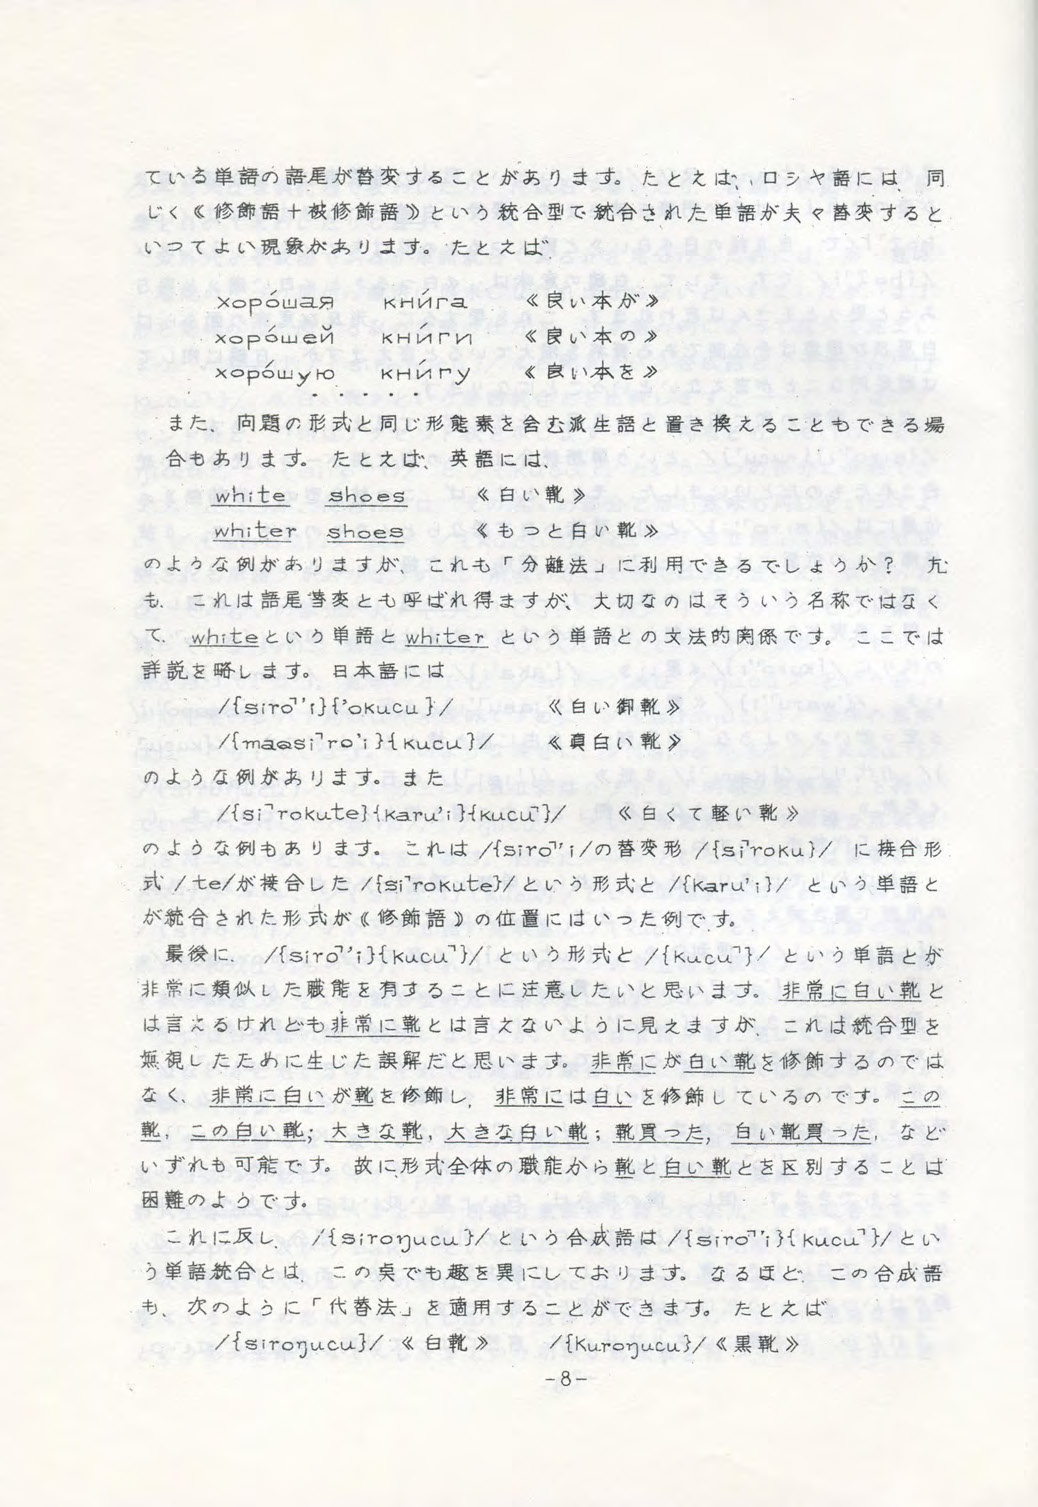 ている単語の語尾が替変することがあります。たとえば、ロシヤ語には、同
じく《修飾語＋被修飾語》という統合型で統合された単語が夫々替変すると
いつてよい現象があります。たとえば
хоро́шая кни́га 《良い本が》
хоро́шей кни́ги 《良い本の》
хоро́шую кни́гу 《良い本を》
また、問題の形式と同じ形態素を含む派生語と置き換えることもできる場
合もあります。たとえば、英語には、
white shoes 《白い靴》
whiter shoes 《もつと白い靴》
のような例がありますが、これも「分離法」に利用できるでしょうか? 尤
も、これは語尾替変とも呼ばれ得ますが、大切なのはそういう名称ではなく
て、whiteという単語とwhiterという単語との文法的関係です。ここでは
詳説を略します。日本語には
/{siro˥'i}{'okucu}/ 《白い御靴》
/{maqsi˥ro'i}{kucu}/ 《真白い靴》
のような例があります。また
/{si˥rokute}{karu'i}{kucu˥}/ 《白くて軽い靴》
のような例もあります。これは/{siro˥'i/の替変形/{si˥roku}/ に接合形
式/te/が接合した/{si˥rokute}/という形式と/{karu'i}/ という単語と
が統合された形式が《修飾語》の位置にはいった例です。
最後に、/{siro˥'i}{kucu˥}/という形式と/{kucu˥}/という単語とが
非常に類似した職能を有することに注意したいと思います。非常に白い靴と
は言えるけれども非常に靴とは言えないように見えますが、これは統合型を
無視したために生じた誤解だと思います。非常にが白い靴を修飾するのでは
なく、非常に白いが靴を修飾し、非常には白いを修飾しているのです。この
靴，この白い靴；大きな靴，大きな白い靴；靴買った，白い靴買った，など
いずれも可能です。故に形式全体の職能から靴と白い靴とを区別することは
困難のようです。
これに反し、/{siroŋucu}/という合成語は/{siro˥'i}{kucu˥}/とい
う単語統合とは、この点でも趣を異にしております。なるほど、この合成語
も、次のように「代替法」を適用することができます。たとえば
/{siroŋucu}/《白靴》 /{kuroŋucu}/《黒靴》
-8-